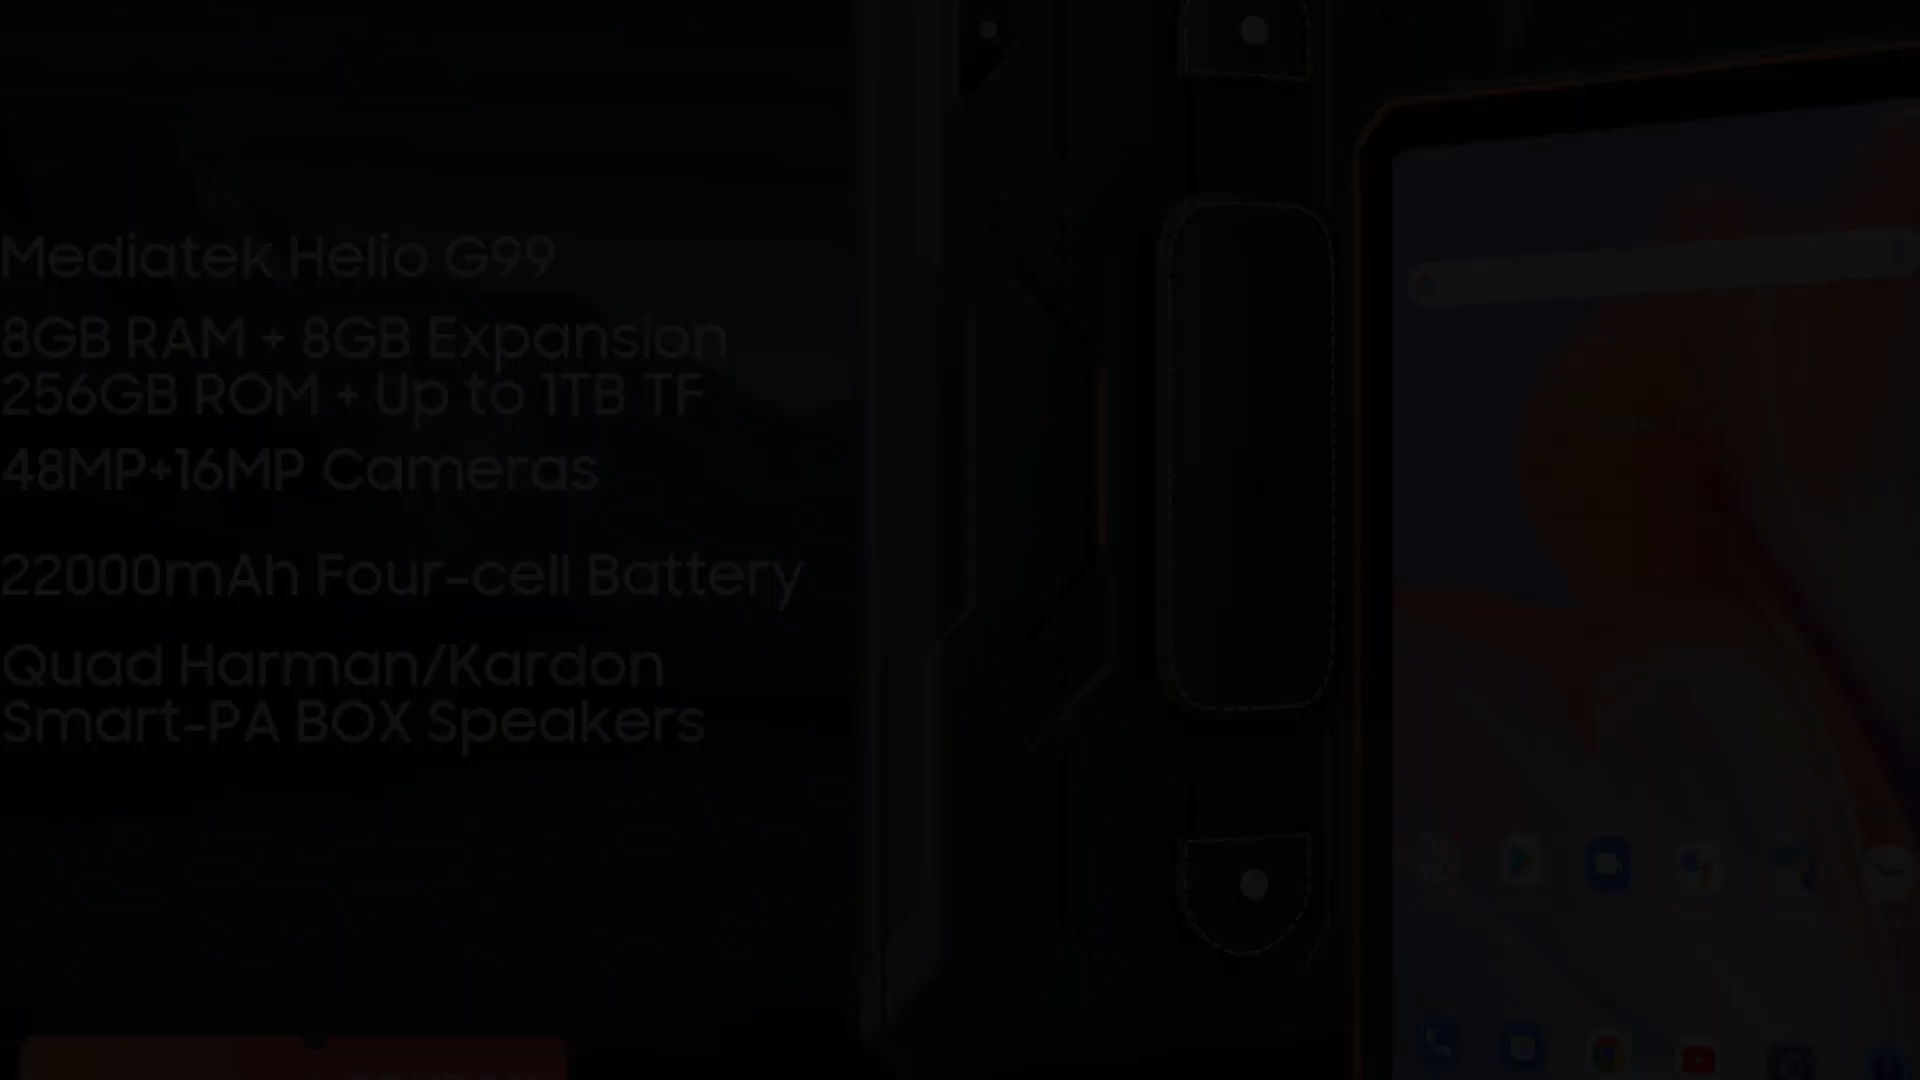 Mediatek Helio G99
8GB RAM + 8GB Expansion
256GB ROM + Up to 1TB TF
48MP+16MP Cameras
22000mAh Four-cell Battery
Quad Harman/Kardon
Smart-PA BOX Speakers